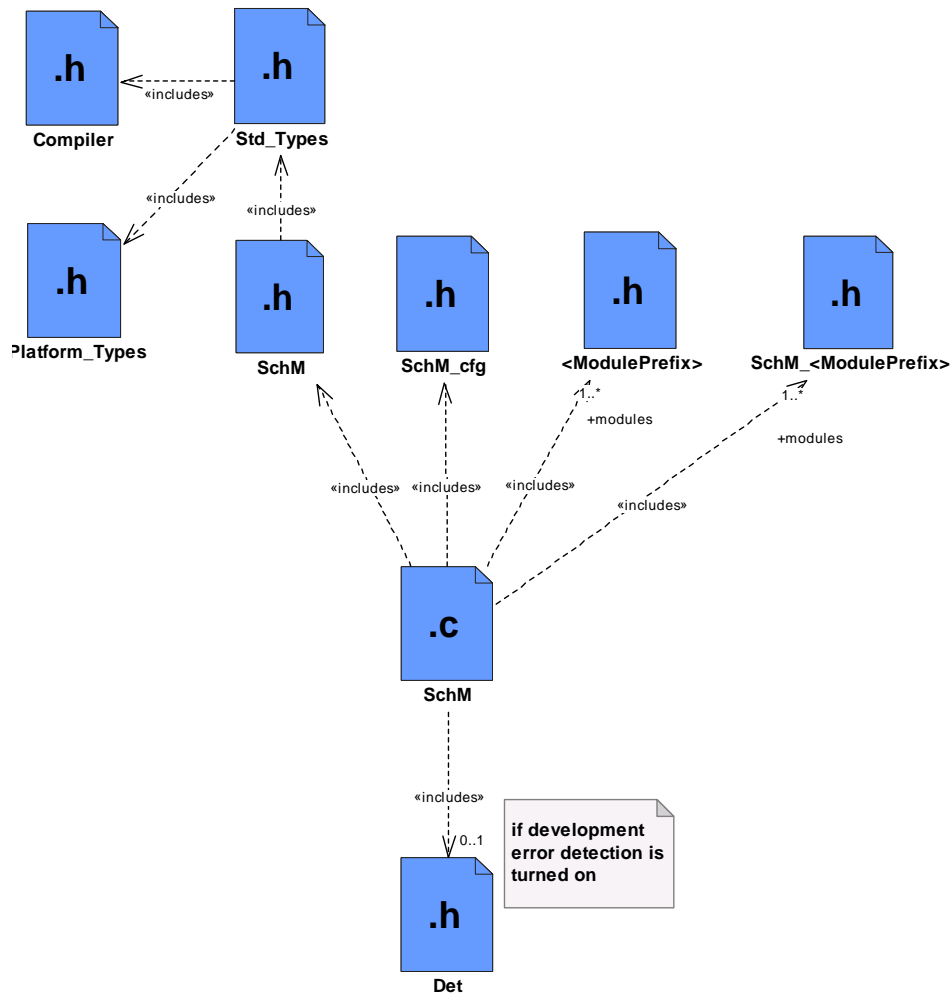 .h
.h
«includes»
Compiler
Std_Types
«includes»
«includes»
.h
.h
.h
.h
.h
Platform_Types
SchM
SchM_cfg
<ModulePrefix>
SchM_<ModulePrefix>
1..*
1..*
+modules
+modules
«includes»
«includes»
«includes»
«includes»
.c
SchM
«includes»
0..1
if development
error detection is
turned on
.h
Det